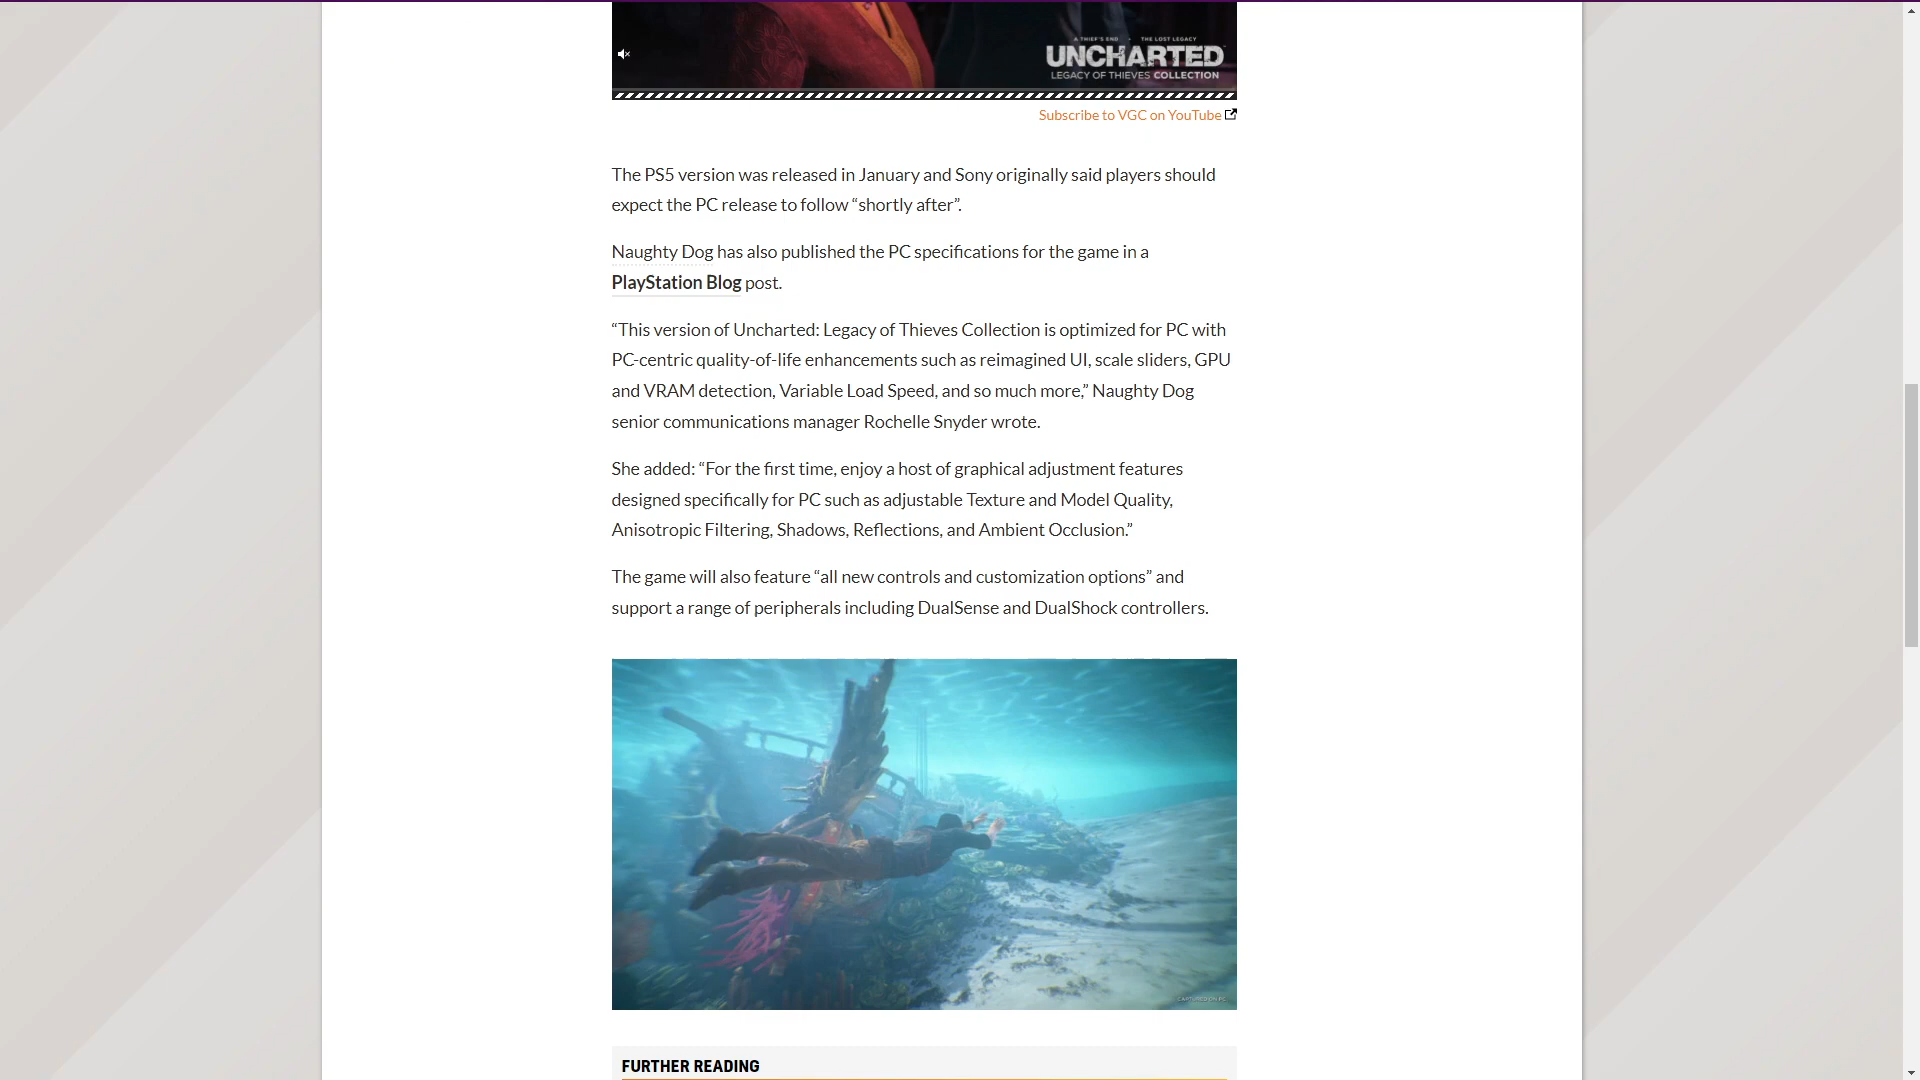 A THIEF'S END • THE LOST LEGACY
UNCHARTED
LEGACY OF THIEVES COLLECTION
Subscribe to VGC on YouTube
The PS5 version was released in January and Sony originally said players should
expect the PC release to follow “shortly after”.
Naughty Dog has also published the PC specifications for the game in a
PlayStation Blog post.
“This version of Uncharted: Legacy of Thieves Collection is optimized for PC with
PC-centric quality-of-life enhancements such as reimagined UI, scale sliders, GPU
and VRAM detection, Variable Load Speed, and so much more,” Naughty Dog
senior communications manager Rochelle Snyder wrote.
She added: “For the first time, enjoy a host of graphical adjustment features
designed specifically for PC such as adjustable Texture and Model Quality,
Anisotropic Filtering, Shadows, Reflections, and Ambient Occlusion.”
The game will also feature “all new controls and customization options” and
support a range of peripherals including DualSense and DualShock controllers.
CAPTURED ON PC
FURTHER READING